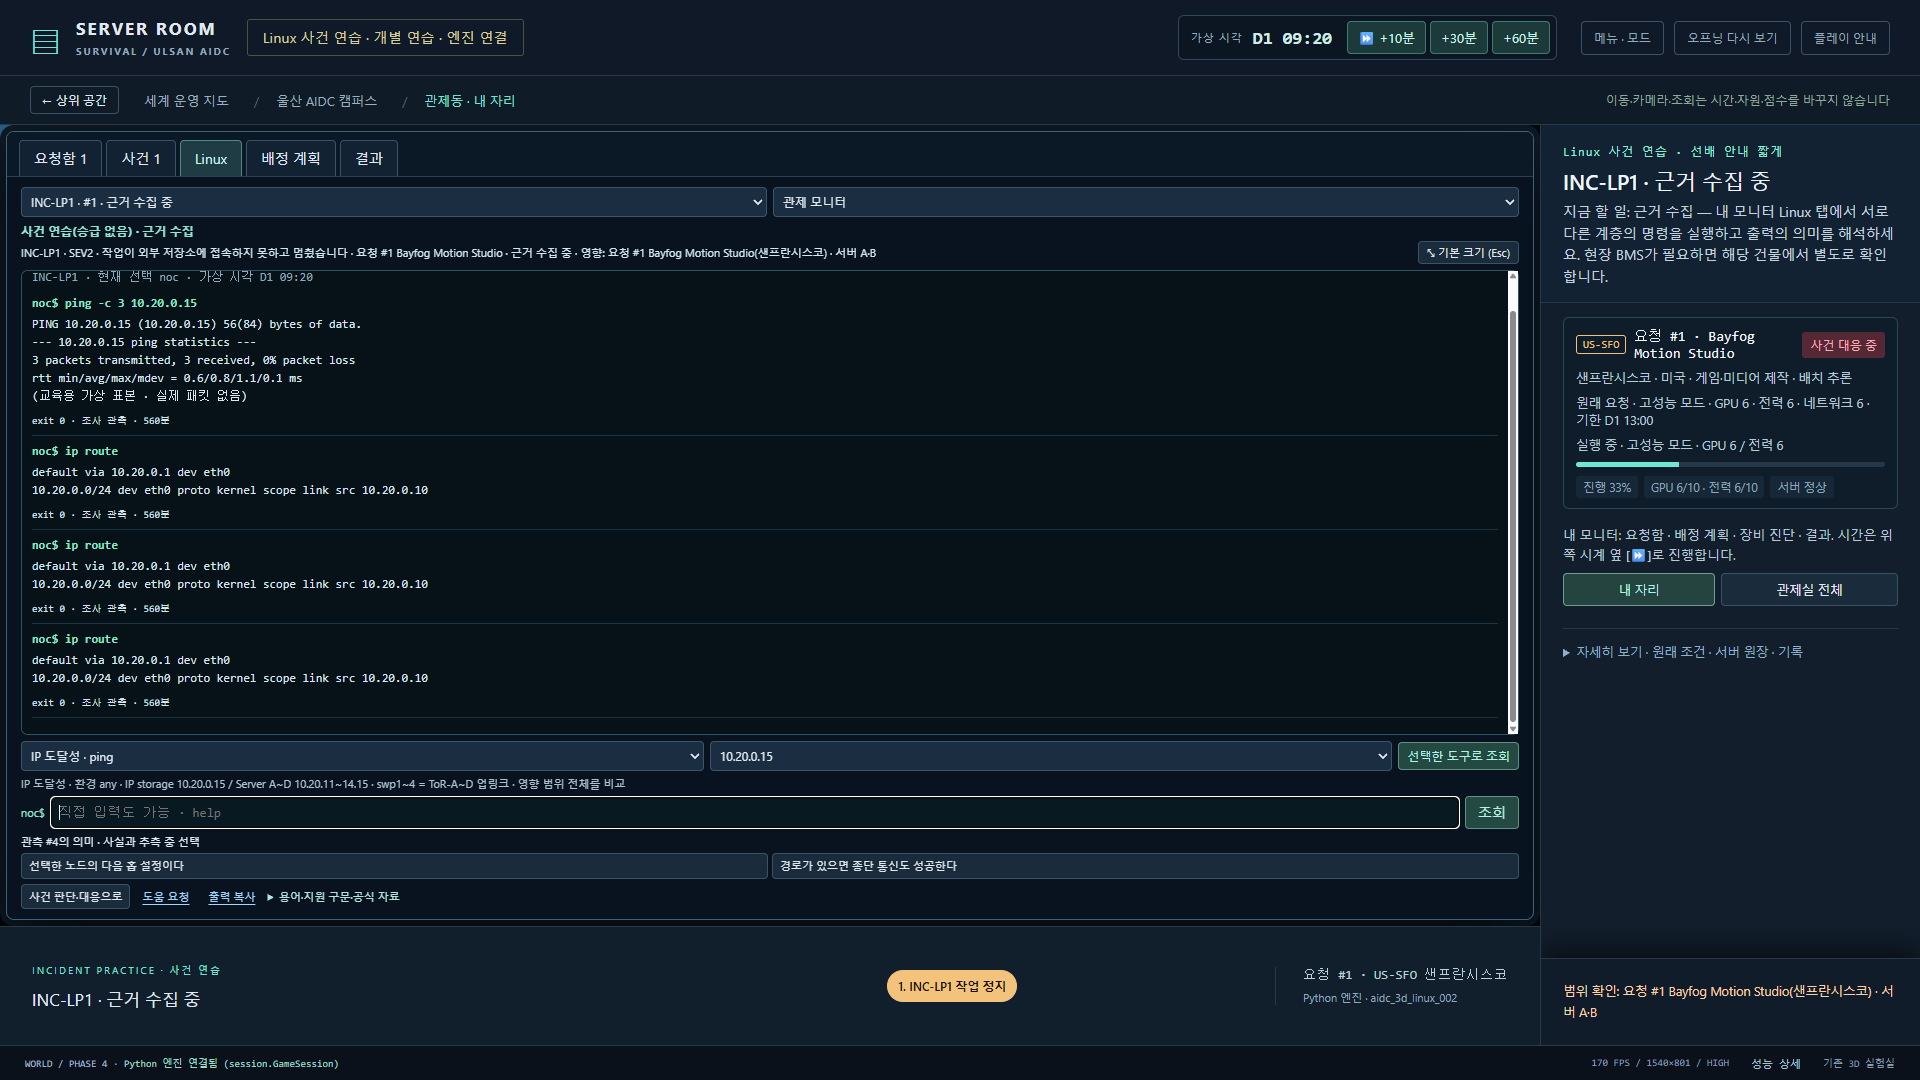 SERVER ROOM
SURVIVAL / ULSAN AIDC
Linux 사건 연습 · 개별 연습 · 엔진 연결
가상 시각 D1 09:20
⏩ +10분
+30분
+60분
메뉴 · 모드
오프닝 다시 보기
플레이 안내
← 상위 공간
세계 운영 지도 / 울산 AIDC 캠퍼스 / 관제동 · 내 자리
이동·카메라·조회는 시간·자원·점수를 바꾸지 않습니다
요청함 1
사건 1
Linux
배정 계획
결과
INC-LP1 · #1 · 근거 수집 중
관제 모니터
사건 연습(승급 없음) · 근거 수집
INC-LP1 · SEV2 · 작업이 외부 저장소에 접속하지 못하고 멈췄습니다 · 요청 #1 Bayfog Motion Studio · 근거 수집 중 · 영향: 요청 #1 Bayfog Motion Studio(샌프란시스코) · 서버 A·B
⤡ 기본 크기 (Esc)
INC-LP1 · 현재 선택 noc · 가상 시각 D1 09:20
noc$ ping -c 3 10.20.0.15
PING 10.20.0.15 (10.20.0.15) 56(84) bytes of data.
--- 10.20.0.15 ping statistics ---
3 packets transmitted, 3 received, 0% packet loss
rtt min/avg/max/mdev = 0.6/0.8/1.1/0.1 ms
(교육용 가상 표본 · 실제 패킷 없음)
exit 0 · 조사 관측 · 560분
noc$ ip route
default via 10.20.0.1 dev eth0
10.20.0.0/24 dev eth0 proto kernel scope link src 10.20.0.10
exit 0 · 조사 관측 · 560분
noc$ ip route
default via 10.20.0.1 dev eth0
10.20.0.0/24 dev eth0 proto kernel scope link src 10.20.0.10
exit 0 · 조사 관측 · 560분
noc$ ip route
default via 10.20.0.1 dev eth0
10.20.0.0/24 dev eth0 proto kernel scope link src 10.20.0.10
exit 0 · 조사 관측 · 560분
IP 도달성 · ping
10.20.0.15
선택한 도구로 조회
IP 도달성 · 환경 any · IP storage 10.20.0.15 / Server A~D 10.20.11~14.15 · swp1~4 = ToR-A~D 업링크 · 영향 범위 전체를 비교
noc$ 직접 입력도 가능 · help
조회
관측 #4의 의미 · 사실과 추측 중 선택
선택한 노드의 다음 홉 설정이다
경로가 있으면 종단 통신도 성공한다
사건 판단·대응으로
도움 요청
출력 복사
▶ 용어·지원 구문·공식 자료
Linux 사건 연습 · 선배 안내 짧게
INC-LP1 · 근거 수집 중
지금 할 일: 근거 수집 — 내 모니터 Linux 탭에서 서로
다른 계층의 명령을 실행하고 출력의 의미를 해석하세
요. 현장 BMS가 필요하면 해당 건물에서 별도로 확인
합니다.
US-SFO
요청 #1 · Bayfog
Motion Studio
사건 대응 중
샌프란시스코 · 미국 · 게임·미디어 제작 · 배치 추론
원래 요청 · 고성능 모드 · GPU 6 · 전력 6 · 네트워크 6 ·
기한 D1 13:00
실행 중 · 고성능 모드 · GPU 6 / 전력 6
진행 33%
GPU 6/10 · 전력 6/10
서버 정상
내 모니터: 요청함 · 배정 계획 · 장비 진단 · 결과. 시간은 위
쪽 시계 옆 [⏩]로 진행합니다.
내 자리
관제실 전체
▶ 자세히 보기 · 원래 조건 · 서버 원장 · 기록
INCIDENT PRACTICE · 사건 연습
INC-LP1 · 근거 수집 중
1. INC-LP1 작업 정지
요청 #1 · US-SFO 샌프란시스코
Python 엔진 · aidc_3d_linux_002
범위 확인: 요청 #1 Bayfog Motion Studio(샌프란시스코) · 서
버 A·B
WORLD / PHASE 4 · Python 엔진 연결됨 (session.GameSession)
170 FPS / 1540×801 / HIGH
성능 상세
기존 3D 실험실